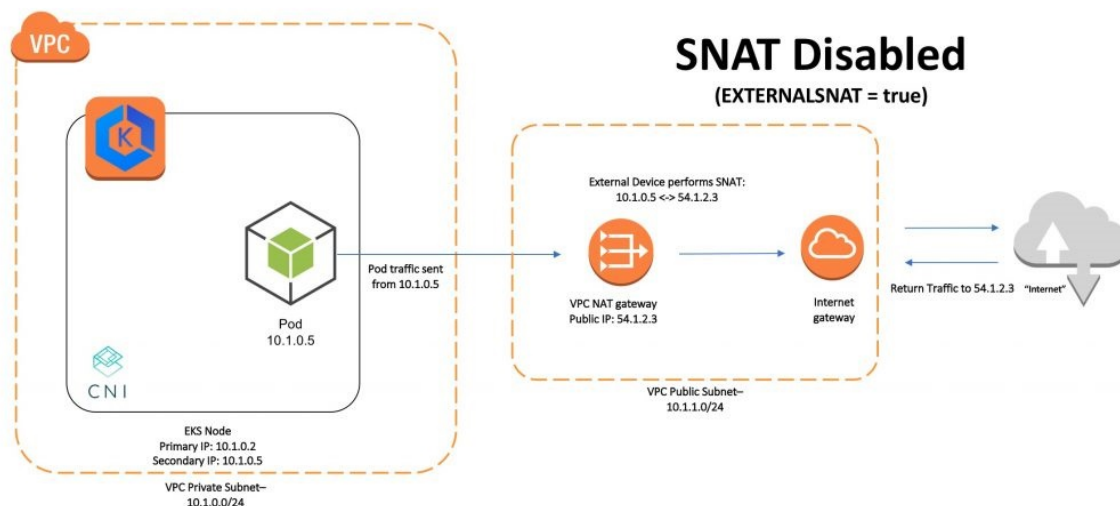 VPC
SNAT Disabled
(EXTERNALSNAT = true)
K
External Device performs SNAT:
10.1.0.5 <-> 54.1.2.3
Pod traffic sent
from 10.1.0.5
Pod
10.1.0.5
VPC NAT gateway
Public IP: 54.1.2.3
Internet
gateway
Return Traffic to 54.1.2.3
"Internet"
CNI
EKS Node
Primary IP: 10.1.0.2
Secondary IP: 10.1.0.5
VPC Private Subnet–
10.1.0.0/24
VPC Public Subnet–
10.1.1.0/24